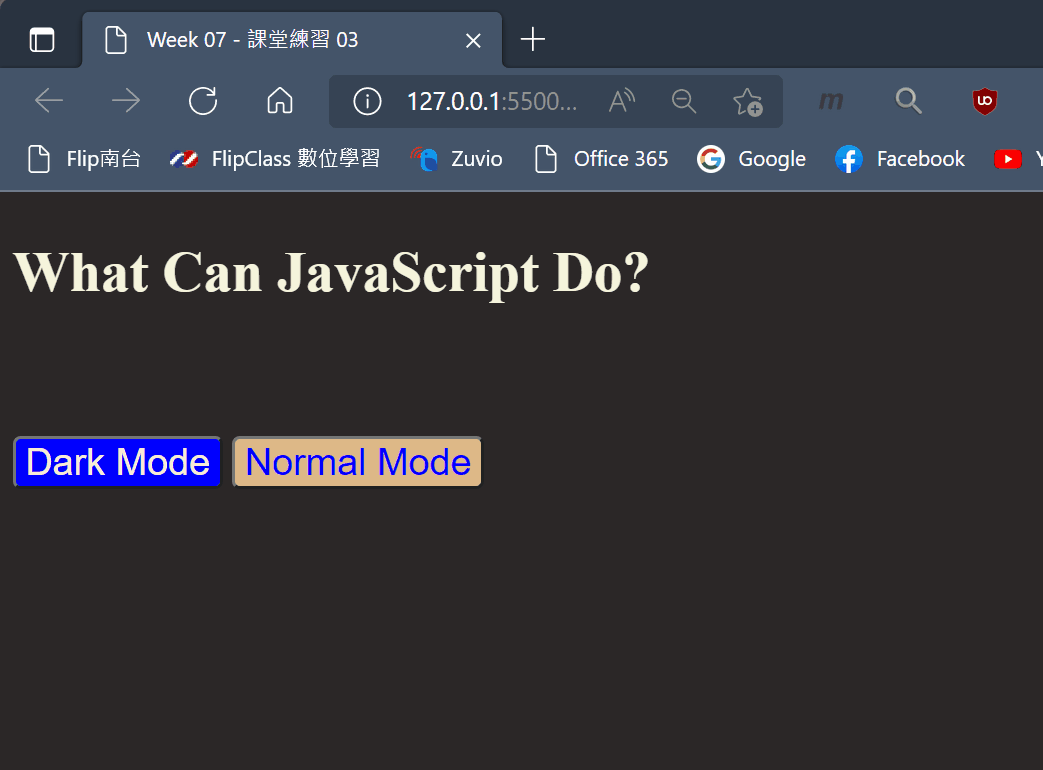 Week 07 - 課堂練習 03
127.0.0.1:5500...
Flip南台 FlipClass 數位學習 Zuvio Office 365 Google Facebook Y
What Can JavaScript Do?
Dark Mode Normal Mode